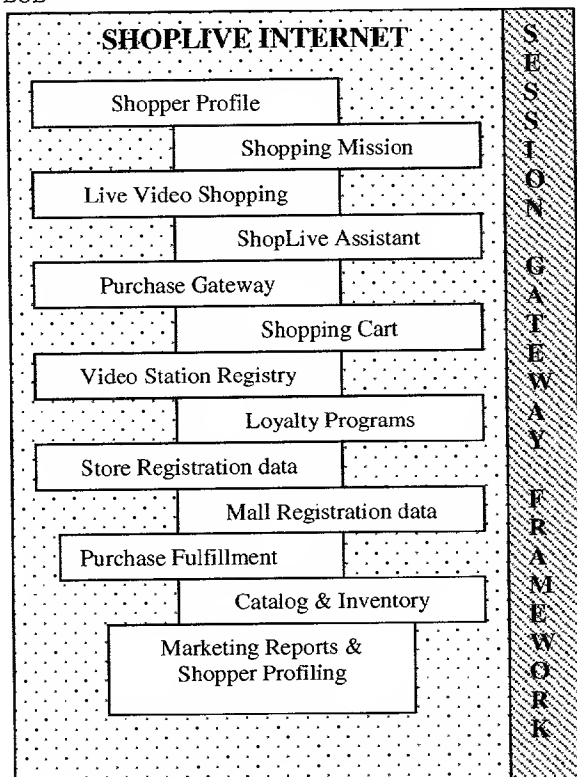 SHOPLIVE INTERNET
Shopper Profile
Shopping Mission
Live Video Shopping
ShopLive Assistant
Purchase Gateway
Shopping Cart
Video Station Registry
Loyalty Programs
Store Registration data
Mall Registration data
Purchase Fulfillment
Catalog & Inventory
Marketing Reports &
Shopper Profiling
SESSION GATEWAY FRAMEWORK